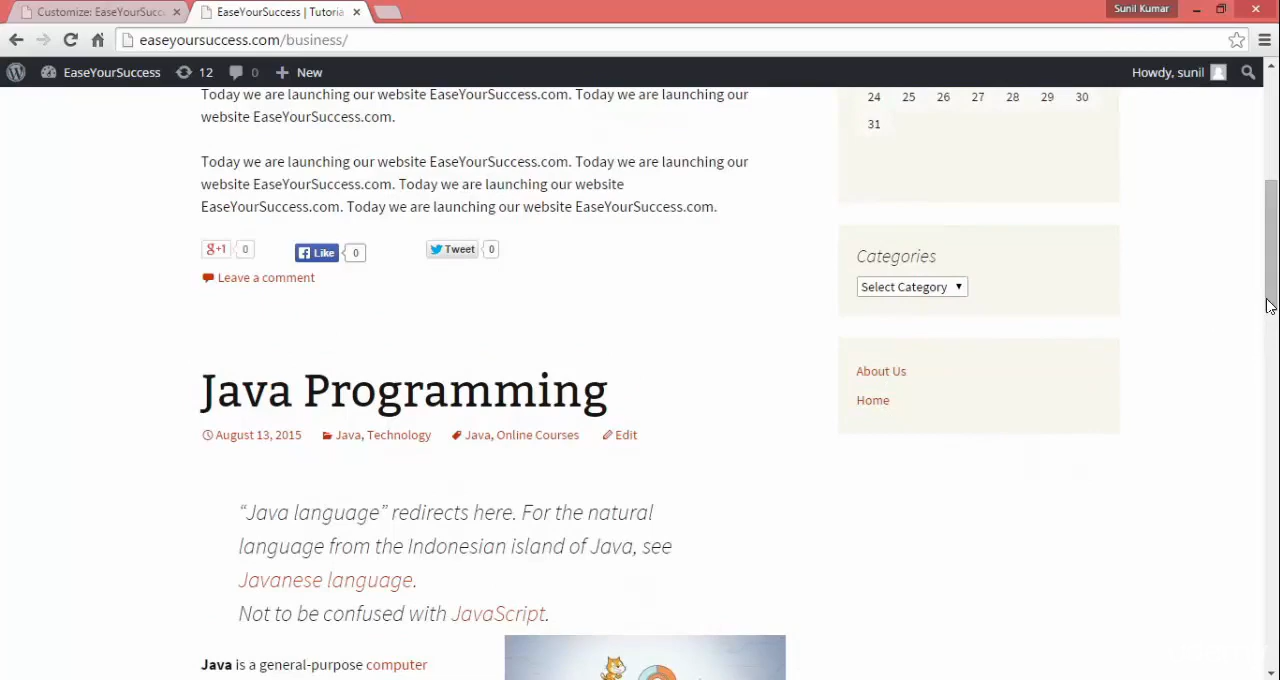 Customize: EaseYourSucc
EaseYourSuccess | Tutoria
Sunil Kumar
easeyoursuccess.com/business/
EaseYourSuccess 12 0 New
Howdy, sunil
Today we are launching our website EaseYourSuccess.com. Today we are launching our
website EaseYourSuccess.com.
Today we are launching our website EaseYourSuccess.com. Today we are launching our
website EaseYourSuccess.com. Today we are launching our website
EaseYourSuccess.com. Today we are launching our website EaseYourSuccess.com.
g+1 0 Like 0 Tweet 0
Leave a comment
Java Programming
August 13, 2015 Java, Technology Java, Online Courses Edit
“Java language” redirects here. For the natural
language from the Indonesian island of Java, see
Javanese language.
Not to be confused with JavaScript.
Java is a general-purpose computer
24 25 26 27 28 29 30
31
Categories
Select Category
About Us
Home